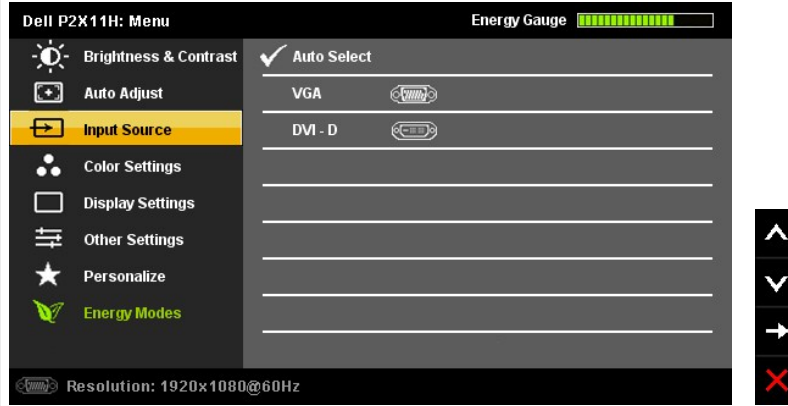 Dell P2X11H: Menu
Energy Gauge
Brightness & Contrast
Auto Select
Auto Adjust
VGA
Input Source
DVI - D
Color Settings
Display Settings
Other Settings
Personalize
Energy Modes
Resolution: 1920x1080@60Hz